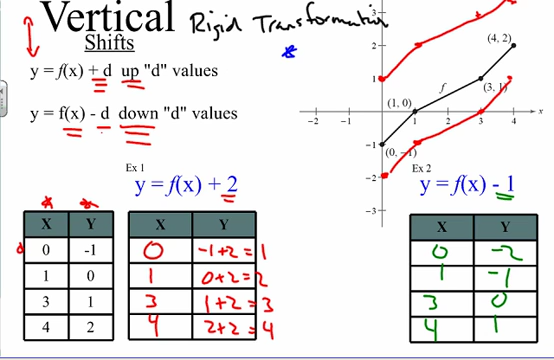 Vertical Rigid Transformation
Shifts
y = f(x) + d up "d" values
y = f(x) - d down "d" values
3
2
1
-1
-2
-3
-2 -1 1 2 3 4 x
f
(4, 2)
(3, 1)
(1, 0)
(0, -1)
Ex 1
y = f(x) + 2
X Y
0 -1
1 0
3 1
4 2
X Y
0 -1+2=1
1 0+2=2
3 1+2=3
4 2+2=4
Ex 2
y = f(x) - 1
X Y
0 -2
1 -1
3 0
4 1